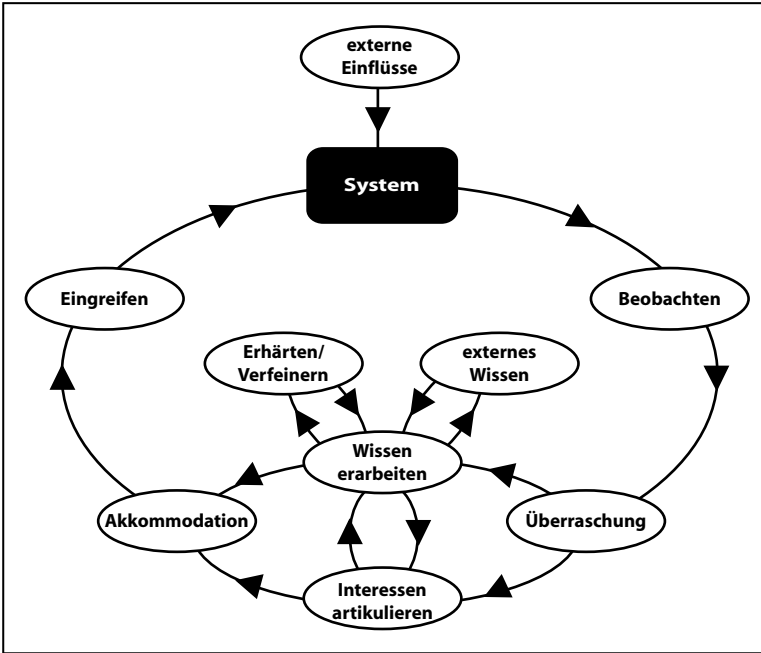 externe
Einflüsse
System
Eingreifen
Beobachten
Erhärten/
Verfeinern
externes
Wissen
Wissen
erarbeiten
Akkommodation
Überraschung
Interessen
artikulieren